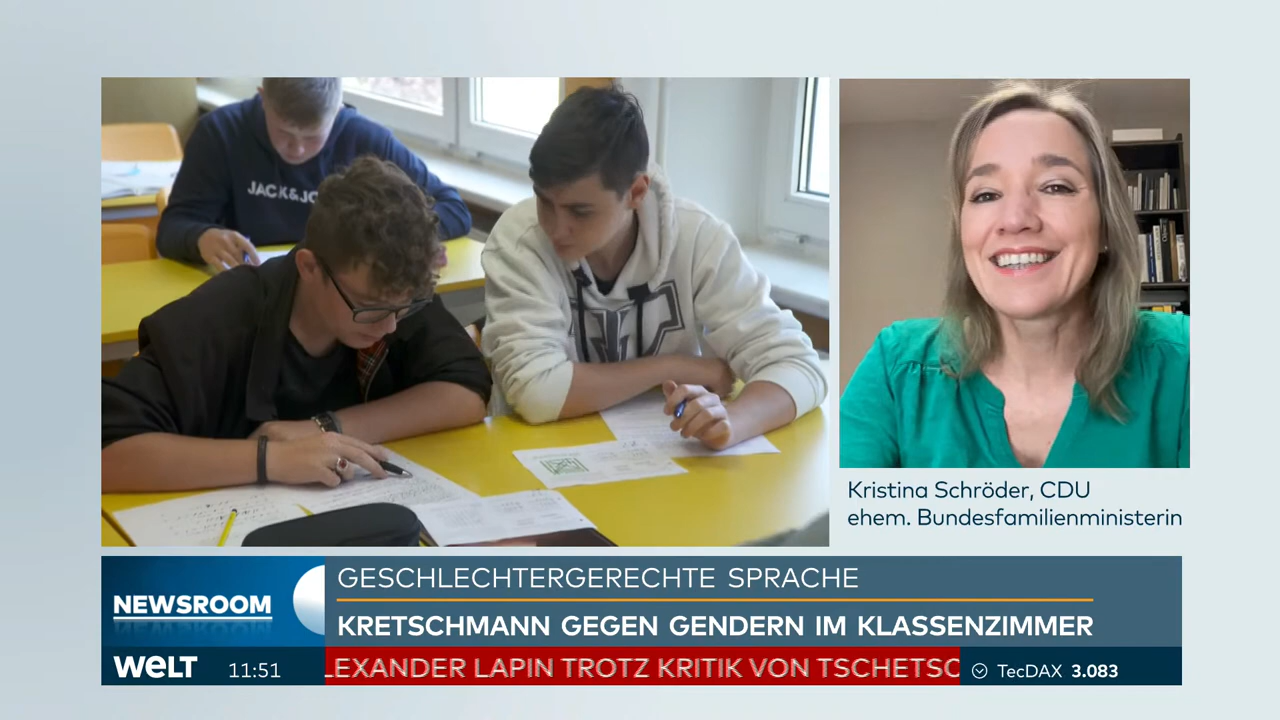 JACK&JO
Kristina Schröder, CDU
ehem. Bundesfamilienministerin
GESCHLECHTERGERECHTE SPRACHE
NEWSROOM
KRETSCHMANN GEGEN GENDERN IM KLASSENZIMMER
welt 11:51 LEXANDER LAPIN TROTZ KRITIK VON TSCHETSC TecDAX 3.083